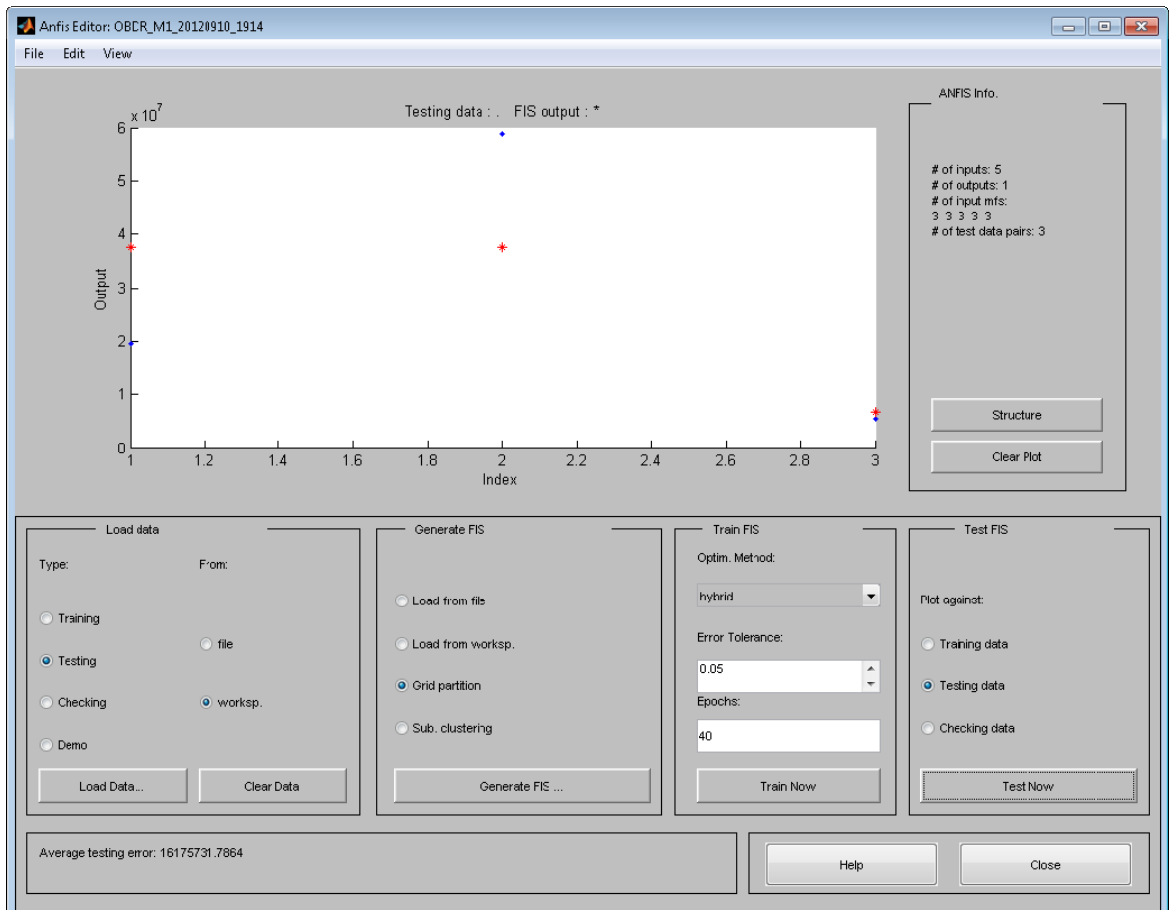 Anfis Editor: OBDR_M1_20120910_1914
File Edit View
Testing data : . FIS output : *
x 10^7
6
5
4
3
2
1
0
Output
1 1.2 1.4 1.6 1.8 2 2.2 2.4 2.6 2.8 3
Index
ANFIS Info.
# of inputs: 5
# of outputs: 1
# of input mfs:
3 3 3 3 3
# of test data pairs: 3
Structure
Clear Plot
Load data
Type: From:
Training
file
Testing
Checking
worksp.
Demo
Load Data...
Clear Data
Generate FIS
Load from file
Load from worksp.
Grid partition
Sub. clustering
Generate FIS ...
Train FIS
Optim. Method:
hybrid
Error Tolerance:
0.05
Epochs:
40
Train Now
Test FIS
Plot against:
Training data
Testing data
Checking data
Test Now
Average testing error: 16175731.7864
Help
Close